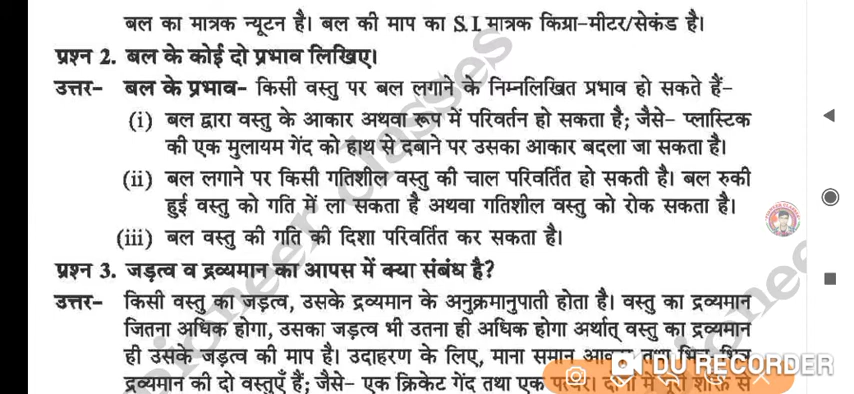 बल का मात्रक न्यूटन है। बल की माप का S.I मात्रक किग्रा-मीटर/सेकंड है।
प्रश्न 2. बल के कोई दो प्रभाव लिखिए।
उत्तर- बल के प्रभाव- किसी वस्तु पर बल लगाने के निम्नलिखित प्रभाव हो सकते हैं-
(i) बल द्वारा वस्तु के आकार अथवा रूप में परिवर्तन हो सकता है; जैसे- प्लास्टिक
की एक मुलायम गेंद को हाथ से दबाने पर उसका आकार बदला जा सकता है।
(ii) बल लगाने पर किसी गतिशील वस्तु की चाल परिवर्तित हो सकती है। बल रुकी
हुई वस्तु को गति में ला सकता है अथवा गतिशील वस्तु को रोक सकता है।
(iii) बल वस्तु की गति की दिशा परिवर्तित कर सकता है।
प्रश्न 3. जड़त्व व द्रव्यमान का आपस में क्या संबंध है?
उत्तर- किसी वस्तु का जड़त्व, उसके द्रव्यमान के अनुक्रमानुपाती होता है। वस्तु का द्रव्यमान
जितना अधिक होगा, उसका जड़त्व भी उतना ही अधिक होगा अर्थात् वस्तु का द्रव्यमान
ही उसके जड़त्व की माप है। उदाहरण के लिए, माना समान
द्रव्यमान की दो वस्तुएँ हैं; जैसे- एक क्रिकेट गेंद तथा एक
DU RECORDER
pioneer classes